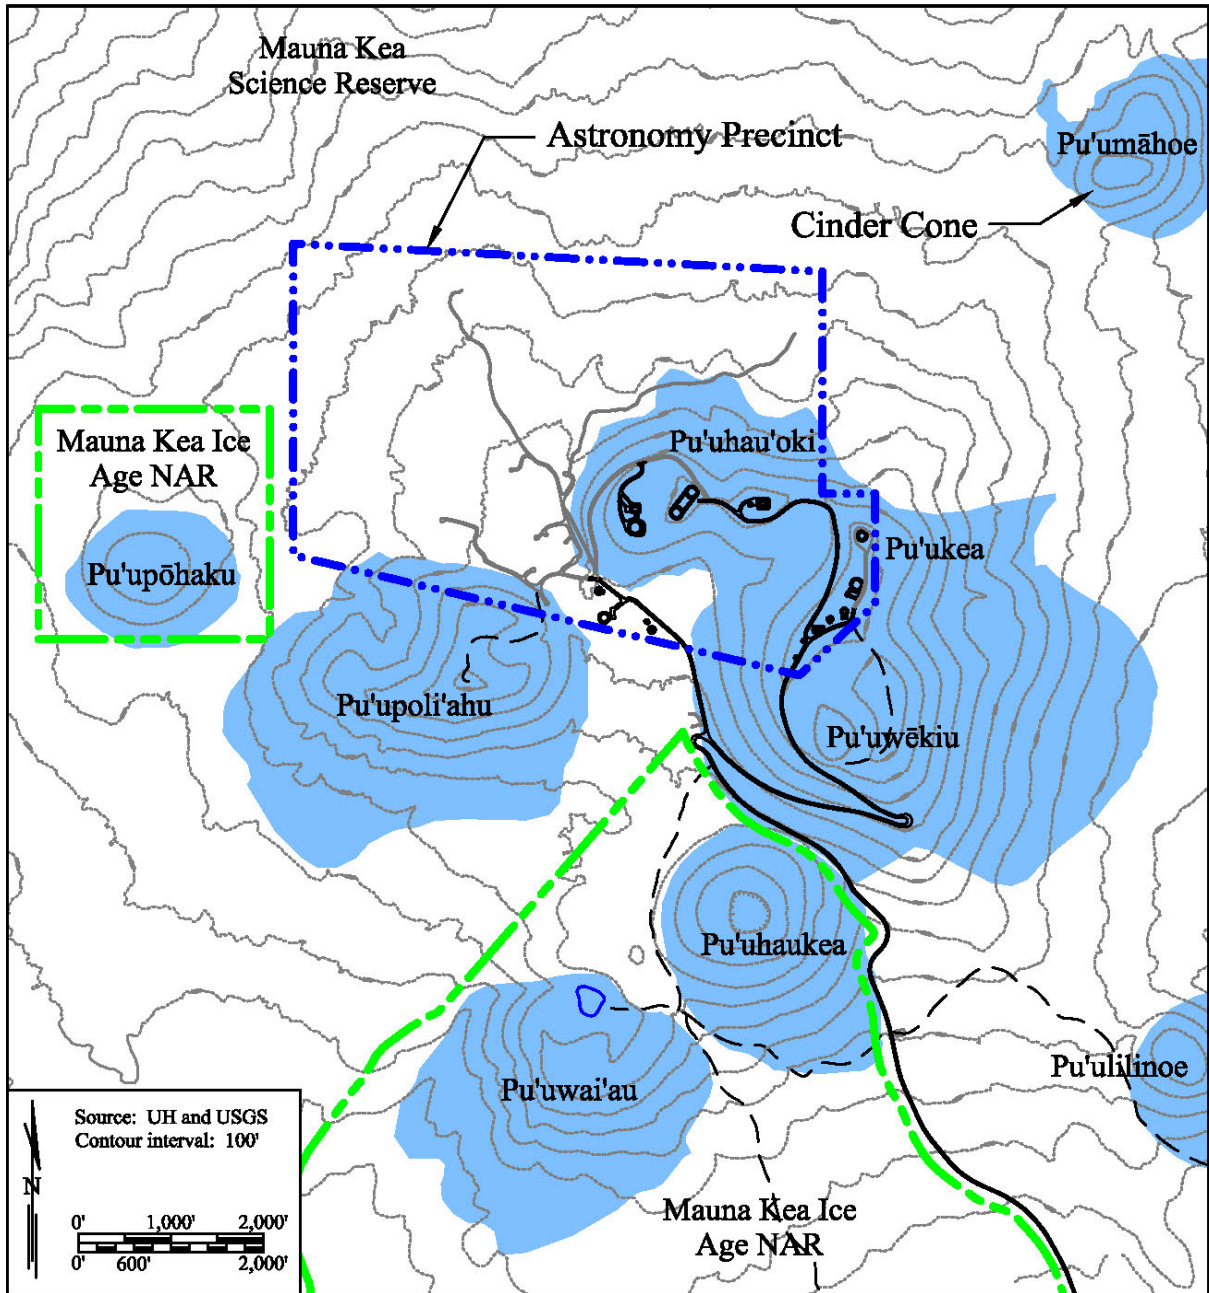 Mauna Kea
Science Reserve
Astronomy Precinct
Pu'umāhoe
Cinder Cone
Mauna Kea Ice
Age NAR
Pu'uhau'oki
Pu'upōhaku
Pu'ukea
Pu'upoli'ahu
Pu'uwēkiu
Pu'uhaukea
Pu'uwai'au
Pu'ulilinoe
Source: UH and USGS
Contour interval: 100'
N
0' 1,000' 2,000'
0' 600' 2,000'
Mauna Kea Ice
Age NAR